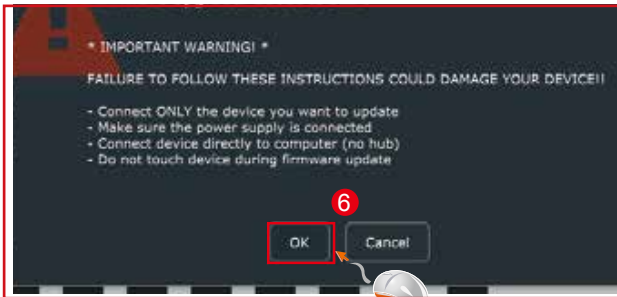 * IMPORTANT WARNING! *
FAILURE TO FOLLOW THESE INSTRUCTIONS COULD DAMAGE YOUR DEVICE!!
- Connect ONLY the device you want to update
- Make sure the power supply is connected
- Connect device directly to computer (no hub)
- Do not touch device during firmware update
6
OK Cancel